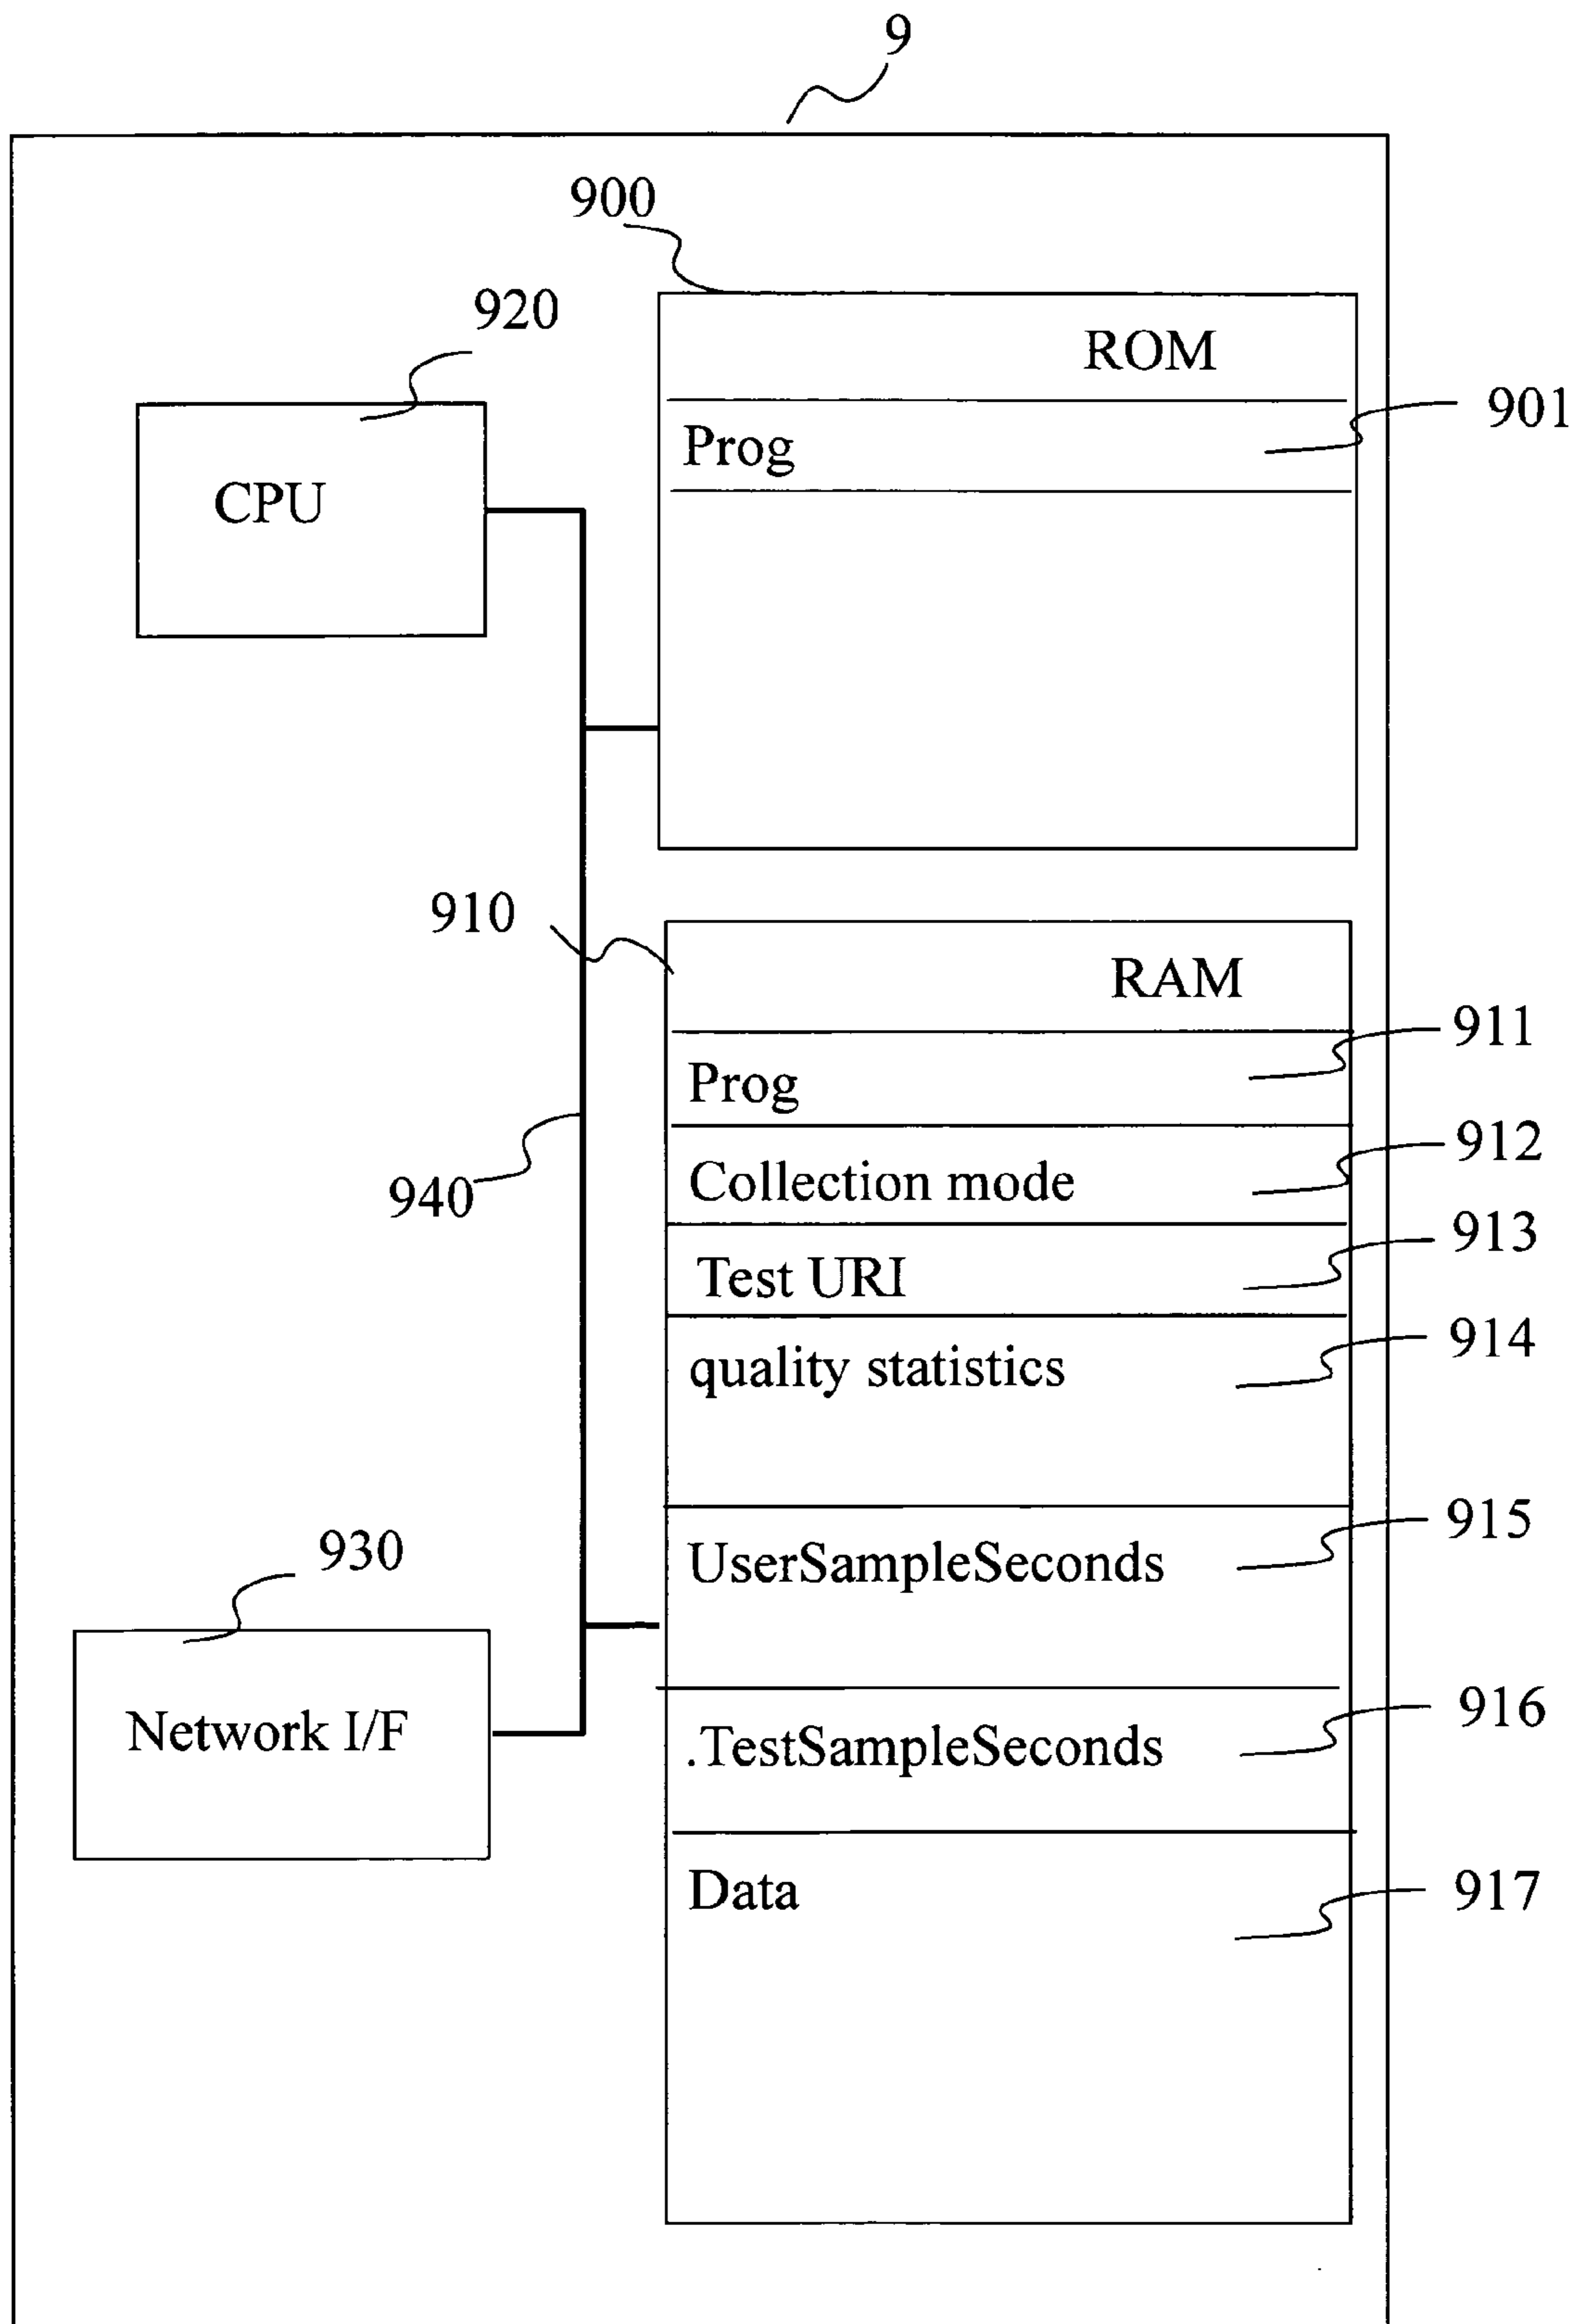 9
900
920
ROM
901
Prog
CPU
910
RAM
911
Prog
912
Collection mode
940
913
Test URI
914
quality statistics
915
930
UserSampleSeconds
916
Network I/F
.TestSampleSeconds
Data
917